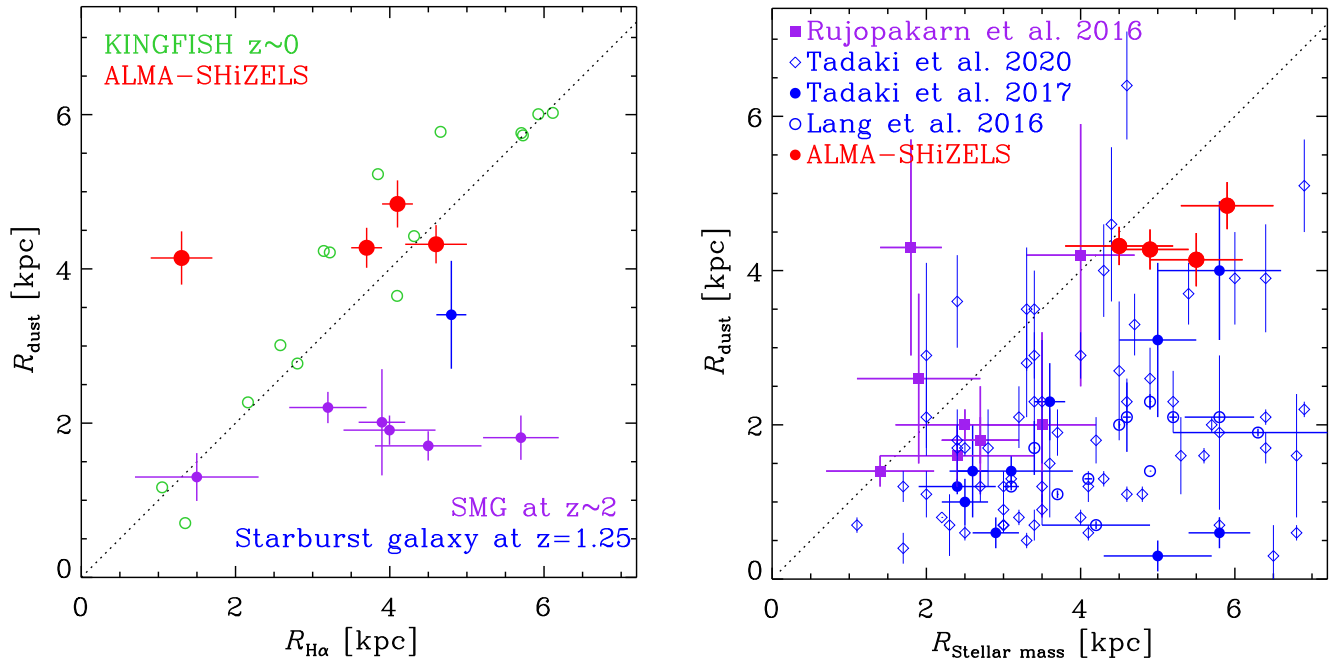 KINGFISH z~0
ALMA-SHiZELS
6
4
2
0
R_dust [kpc]
SMG at z~2
Starburst galaxy at z=1.25
0 2 4 6
R_Hα [kpc]
Rujopakarn et al. 2016
Tadaki et al. 2020
Tadaki et al. 2017
Lang et al. 2016
ALMA-SHiZELS
6
4
2
0
R_dust [kpc]
0 2 4 6
R_Stellar mass [kpc]